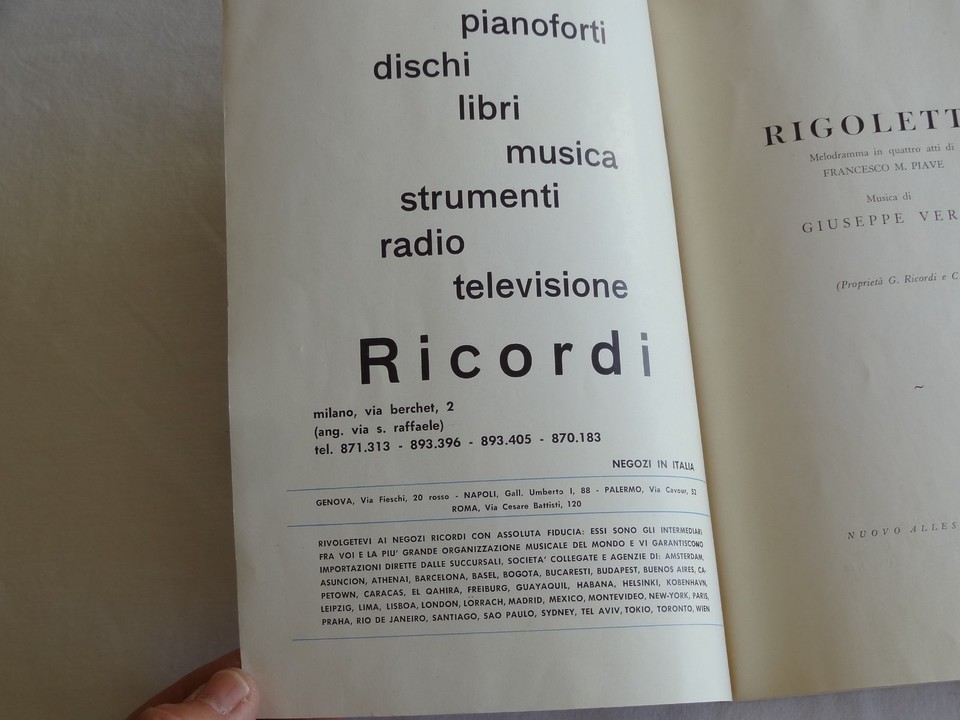 pianoforti
dischi
libri
musica
strumenti
radio
televisione
Ricordi
milano, via berchet, 2
(ang. via s. raffaele)
tel. 871.313 - 893.396 - 893.405 - 870.183
NEGOZI IN ITALIA
GENOVA, Via Fieschi, 20 rosso - NAPOLI, Gall. Umberto I, 88 - PALERMO, Via Cavour, 52
ROMA, Via Cesare Battisti, 120
RIVOLGETEVI AI NEGOZI RICORDI CON ASSOLUTA FIDUCIA: ESSI SONO GLI INTERMEDIARI
FRA VOI E LA PIU' GRANDE ORGANIZZAZIONE MUSICALE DEL MONDO E VI GARANTISCONO
IMPORTAZIONI DIRETTE DALLE SUCCURSALI, SOCIETA' COLLEGATE E AGENZIE DI: AMSTERDAM,
ASUNCION, ATHENAI, BARCELONA, BASEL, BOGOTA, BUCARESTI, BUDAPEST, BUENOS AIRES, CA-
PETOWN, CARACAS, EL QAHIRA, FREIBURG, GUAYAQUIL, HABANA, HELSINKI, KOBENHAVN,
LEIPZIG, LIMA, LISBOA, LONDON, LÖRRACH, MADRID, MEXICO, MONTEVIDEO, NEW-YORK, PARIS,
PRAHA, RIO DE JANEIRO, SANTIAGO, SAO PAULO, SYDNEY, TEL AVIV, TOKIO, TORONTO, WIEN
RIGOLETT
Melodramma in quattro atti di
FRANCESCO M. PIAVE
Musica di
GIUSEPPE VER
(Proprietà G. Ricordi e C.
~
NUOVO ALLES